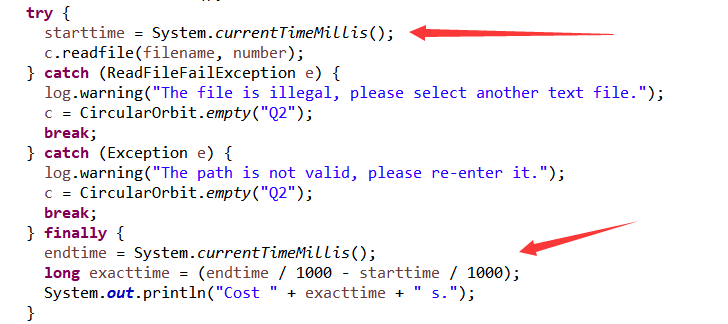 try {
starttime = System.currentTimeMillis();
c.readfile(filename, number);
} catch (ReadFileFailException e) {
log.warning("The file is illegal, please select another text file.");
c = CircularOrbit.empty("Q2");
break;
} catch (Exception e) {
log.warning("The path is not valid, please re-enter it.");
c = CircularOrbit.empty("Q2");
break;
} finally {
endtime = System.currentTimeMillis();
long exacttime = (endtime / 1000 - starttime / 1000);
System.out.println("Cost " + exacttime + " s.");
}